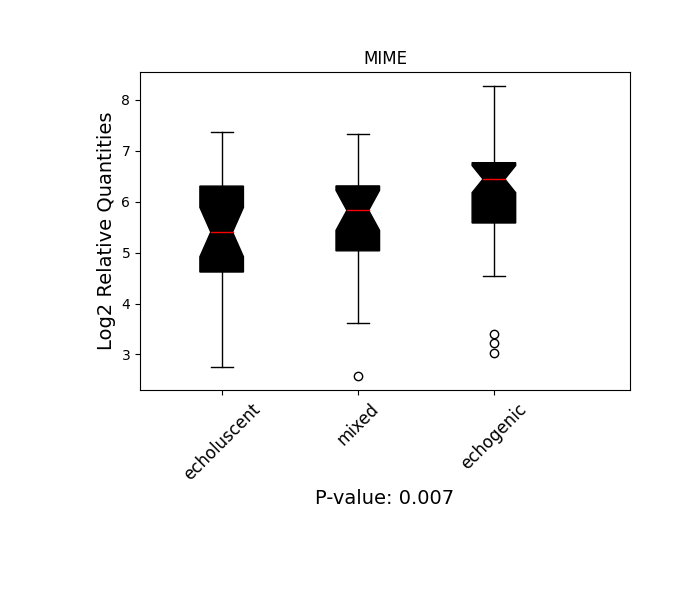 MIME
Log2 Relative Quantities
8
7
6
5
4
3
echoluscent
mixed
echogenic
P-value: 0.007